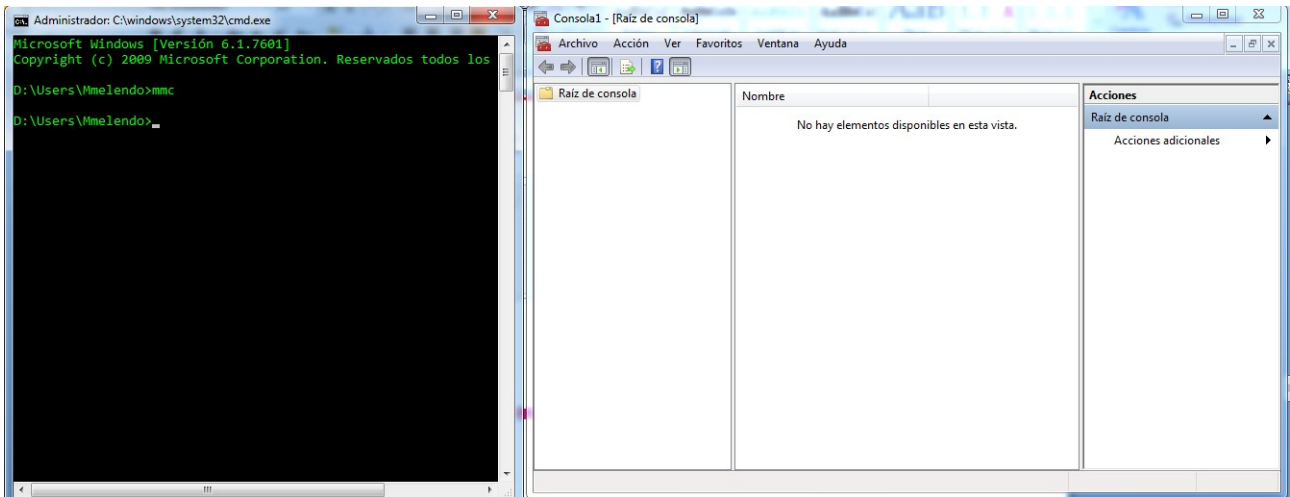 Administrador: C:\windows\system32\cmd.exe
Microsoft Windows [Versión 6.1.7601]
Copyright (c) 2009 Microsoft Corporation. Reservados todos los
D:\Users\Mmelendo>mmc
D:\Users\Mmelendo>_
Consola1 - [Raíz de consola]
Archivo Acción Ver Favoritos Ventana Ayuda
Raíz de consola
Nombre
No hay elementos disponibles en esta vista.
Acciones
Raíz de consola
Acciones adicionales